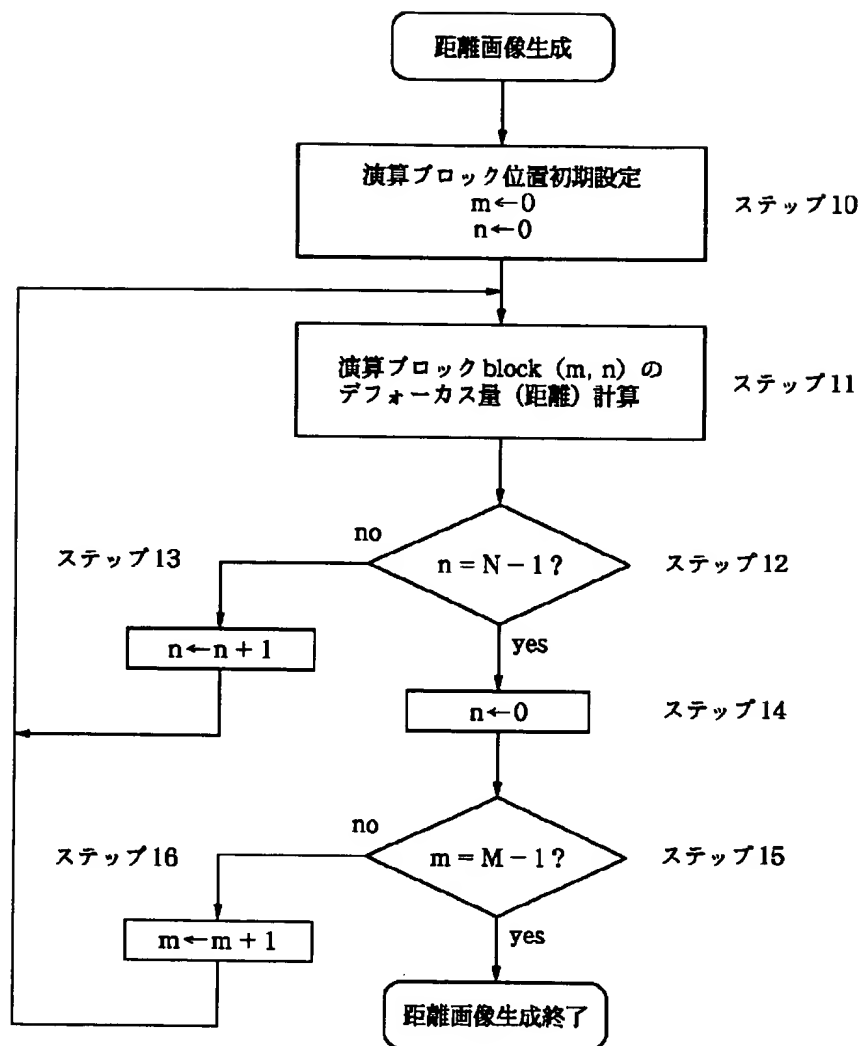 距離画像生成
演算ブロック位置初期設定
m←0
n←0
ステップ10
演算ブロックblock (m, n) の
デフォーカス量 (距離) 計算
ステップ11
no
ステップ13
n = N − 1 ?
ステップ12
n←n + 1
yes
n←0
ステップ14
no
ステップ16
m = M − 1 ?
ステップ15
m←m + 1
yes
距離画像生成終了